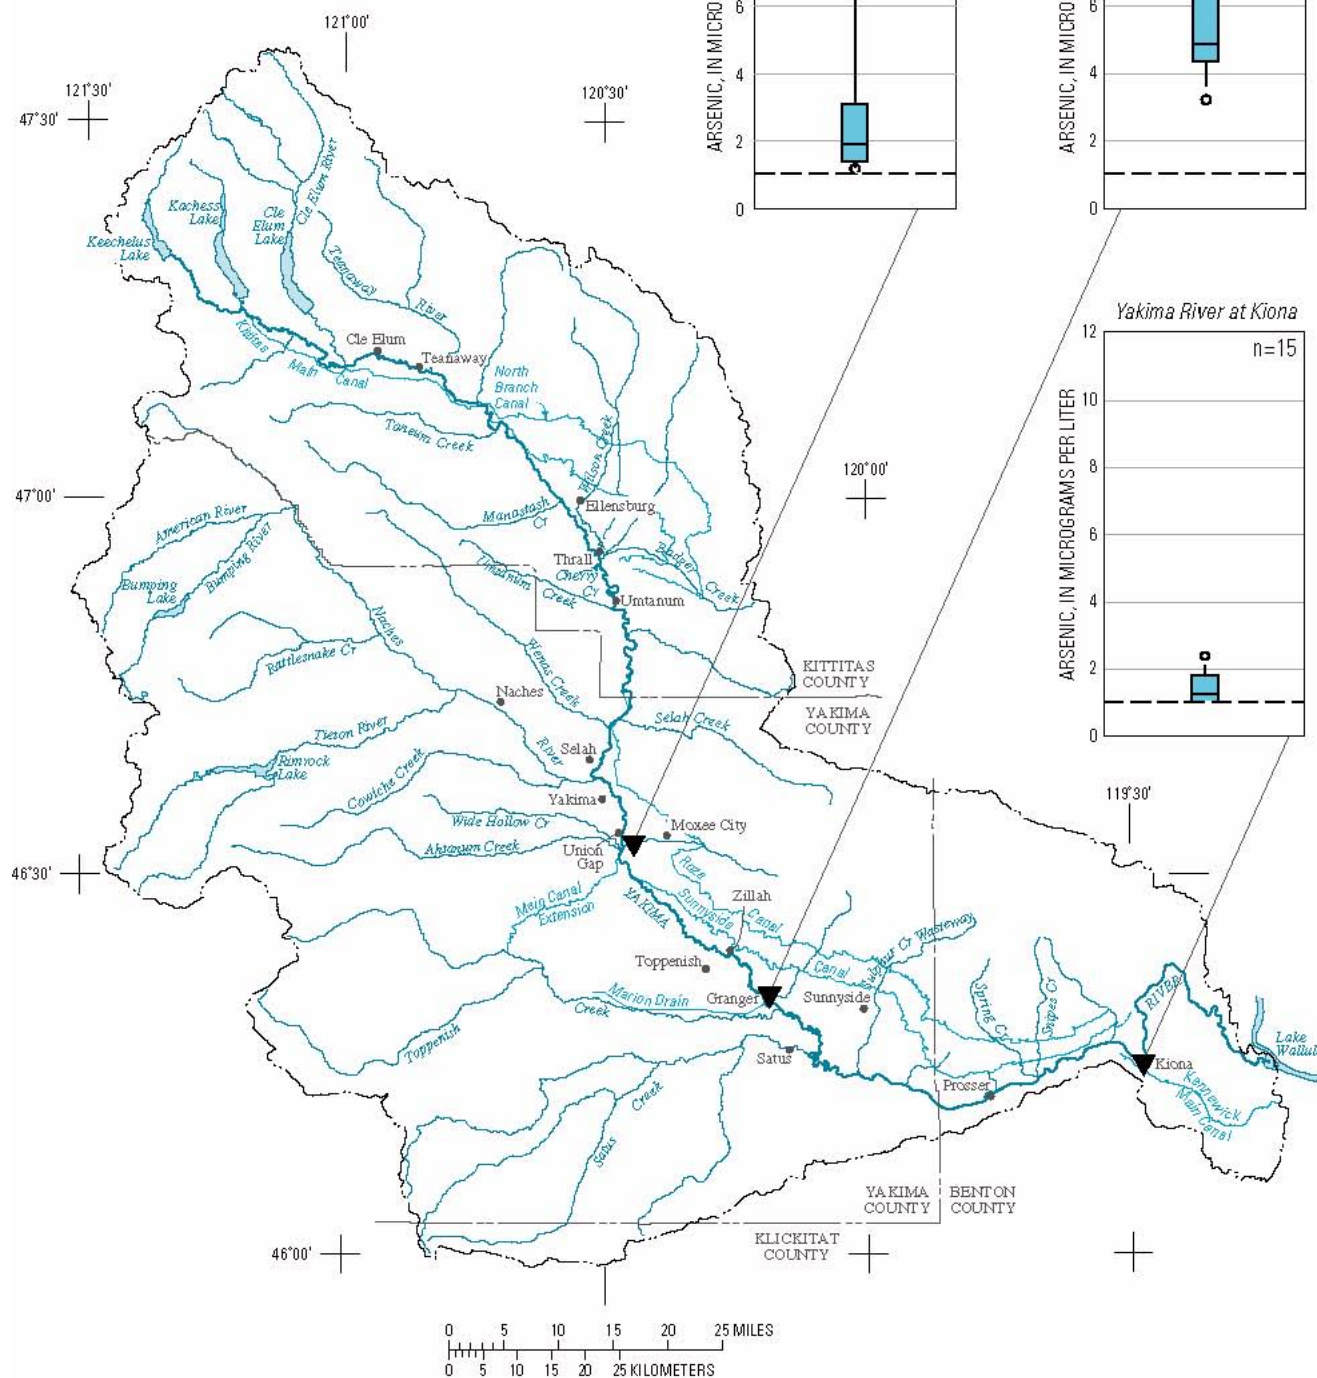 6
4
2
0
ARSENIC, IN MICRO
6
4
2
0
ARSENIC, IN MICRO
121°00'
121°30'
120°30'
47°30'
Kachess
Lake
Cle
Elum
Lake
Cle Elum River
Keechelus
Lake
Teanaway
River
Yakima River at Kiona
12
n=15
10
8
6
4
2
0
ARSENIC, IN MICROGRAMS PER LITER
Cle Elum
Teanaway
Kittitas
Main Canal
North
Branch
Canal
Taneum Creek
Wilson Creek
120°00'
47°00'
Manastash
Cr
Ellensburg
American River
Bumping River
Thrall
Cherry
Cr
Badger Creek
Umtanum
Creek
Umtanum
Bumping
Lake
Naches
Rattlesnake Cr
Wenas Creek
KITTITAS
COUNTY
YAKIMA
COUNTY
Naches
Selah Creek
Tieton River
River
Selah
Rimrock
Lake
Cowiche Creek
Yakima
119°30'
Wide Hollow Cr
Moxee City
Ahtanum Creek
Union
Gap
46°30'
Roza
Canal
Main Canal
Extension
YAKIMA
Sunnyside
Canal
Zillah
Sulphur Cr Wasteway
Toppenish
Marion Drain
Granger
Sunnyside
Spring Cr
Snipes Cr
RIVER
Toppenish
Creek
Satus
Lake
Wallul
Kiona
Prosser
Kennewick
Main Canal
Satus
Creek
YAKIMA
COUNTY
BENTON
COUNTY
KLICKITAT
COUNTY
46°00'
0 5 10 15 20 25 MILES
0 5 10 15 20 25 KILOMETERS